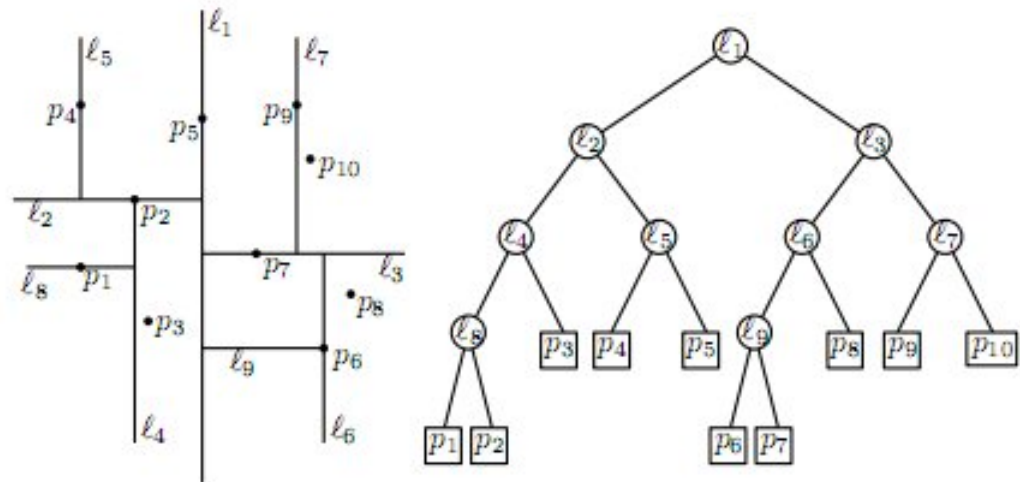 ℓ₁
ℓ₅
ℓ₇
p₄
p₅
p₉
p₁₀
ℓ₂
p₂
ℓ₈
p₁
p₇
ℓ₃
p₃
p₈
ℓ₉
p₆
ℓ₄
ℓ₆
ℓ₁
ℓ₂ ℓ₃
ℓ₄ ℓ₅ ℓ₆ ℓ₇
ℓ₈ p₃ p₄ p₅ ℓ₉ p₈ p₉ p₁₀
p₁ p₂ p₆ p₇